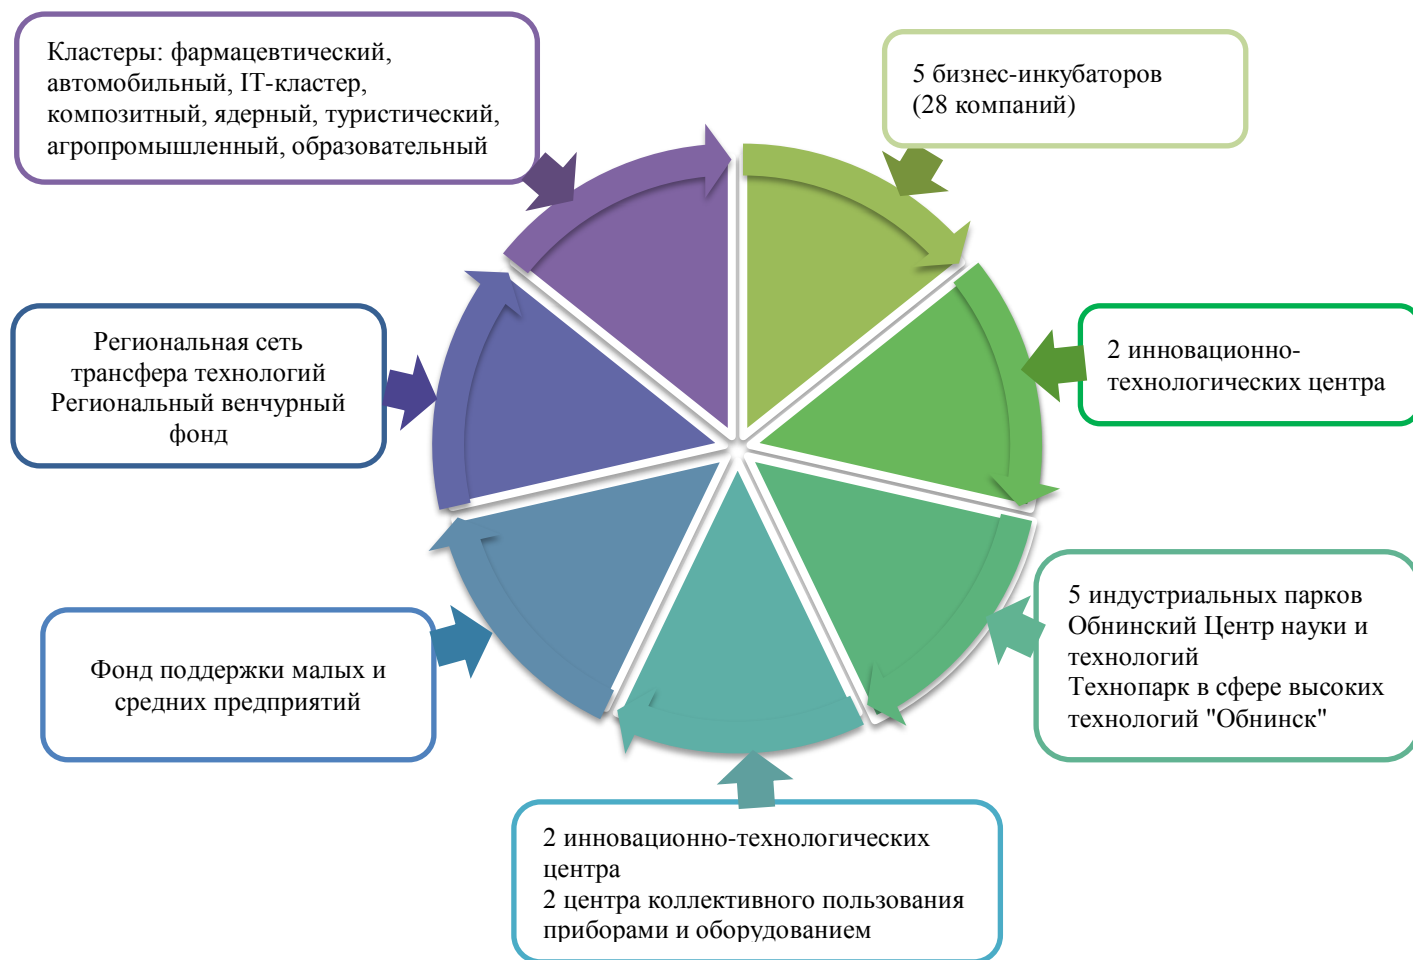 Кластеры: фармацевтический,
автомобильный, IT-кластер,
композитный, ядерный, туристический,
агропромышленный, образовательный
5 бизнес-инкубаторов
(28 компаний)
Региональная сеть
трансфера технологий
Региональный венчурный
фонд
2 инновационно-
технологических центра
5 индустриальных парков
Обнинский Центр науки и
технологий
Технопарк в сфере высоких
технологий "Обнинск"
Фонд поддержки малых и
средних предприятий
2 инновационно-технологических
центра
2 центра коллективного пользования
приборами и оборудованием